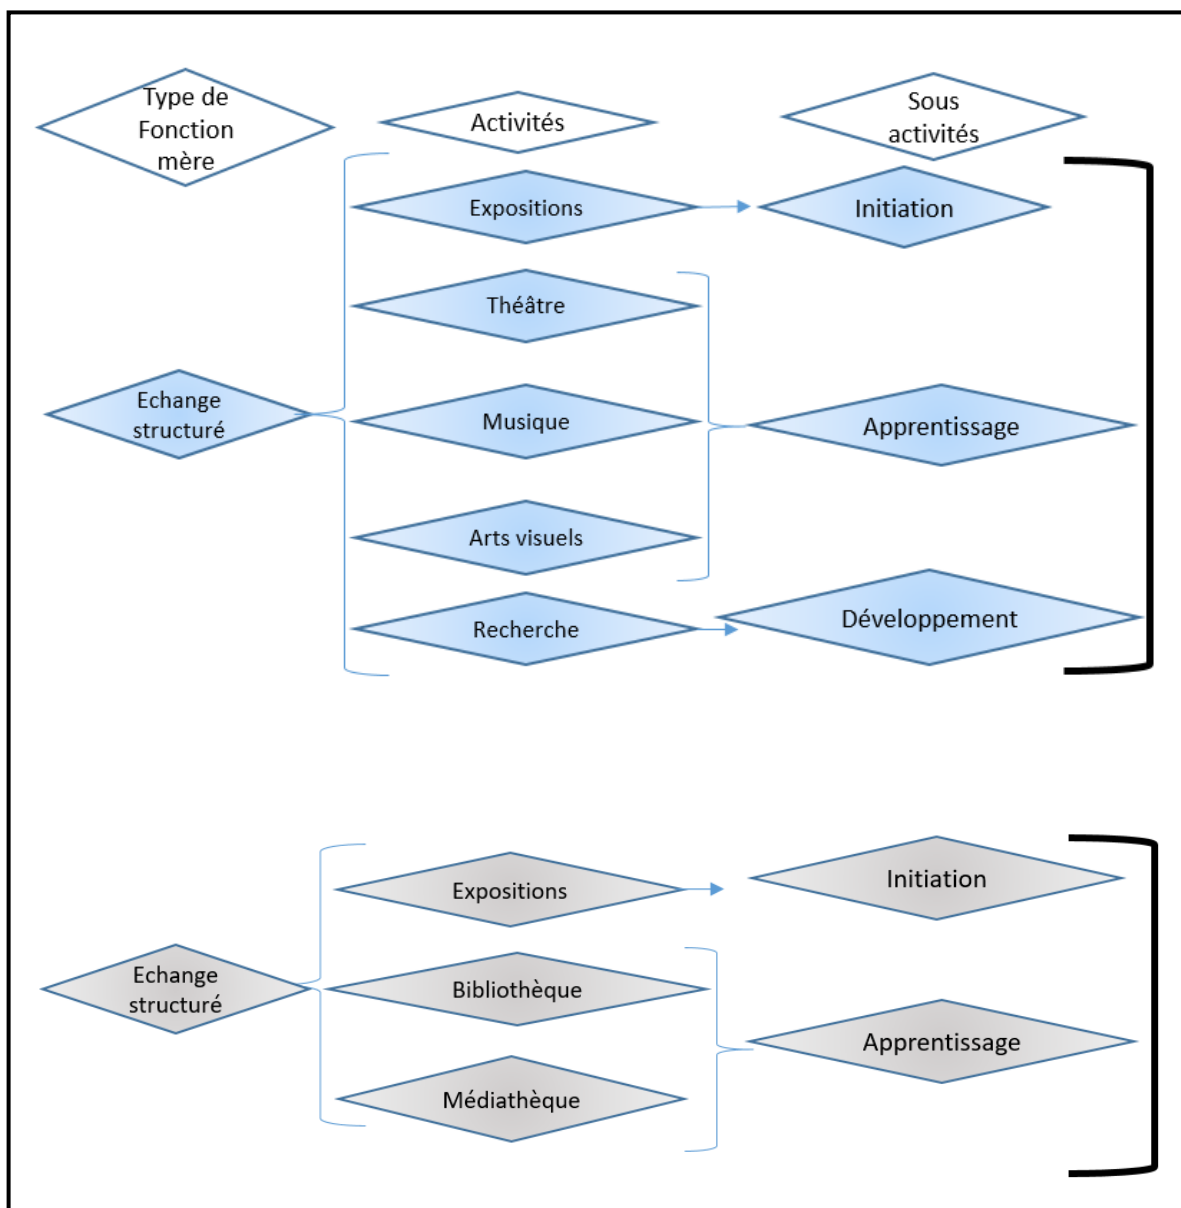 Type de
Fonction
mère
Activités
Sous
activités
Expositions
Initiation
Théâtre
Echange
structuré
Musique
Apprentissage
Arts visuels
Recherche
Développement
Expositions
Initiation
Echange
structuré
Bibliothèque
Apprentissage
Médiathèque